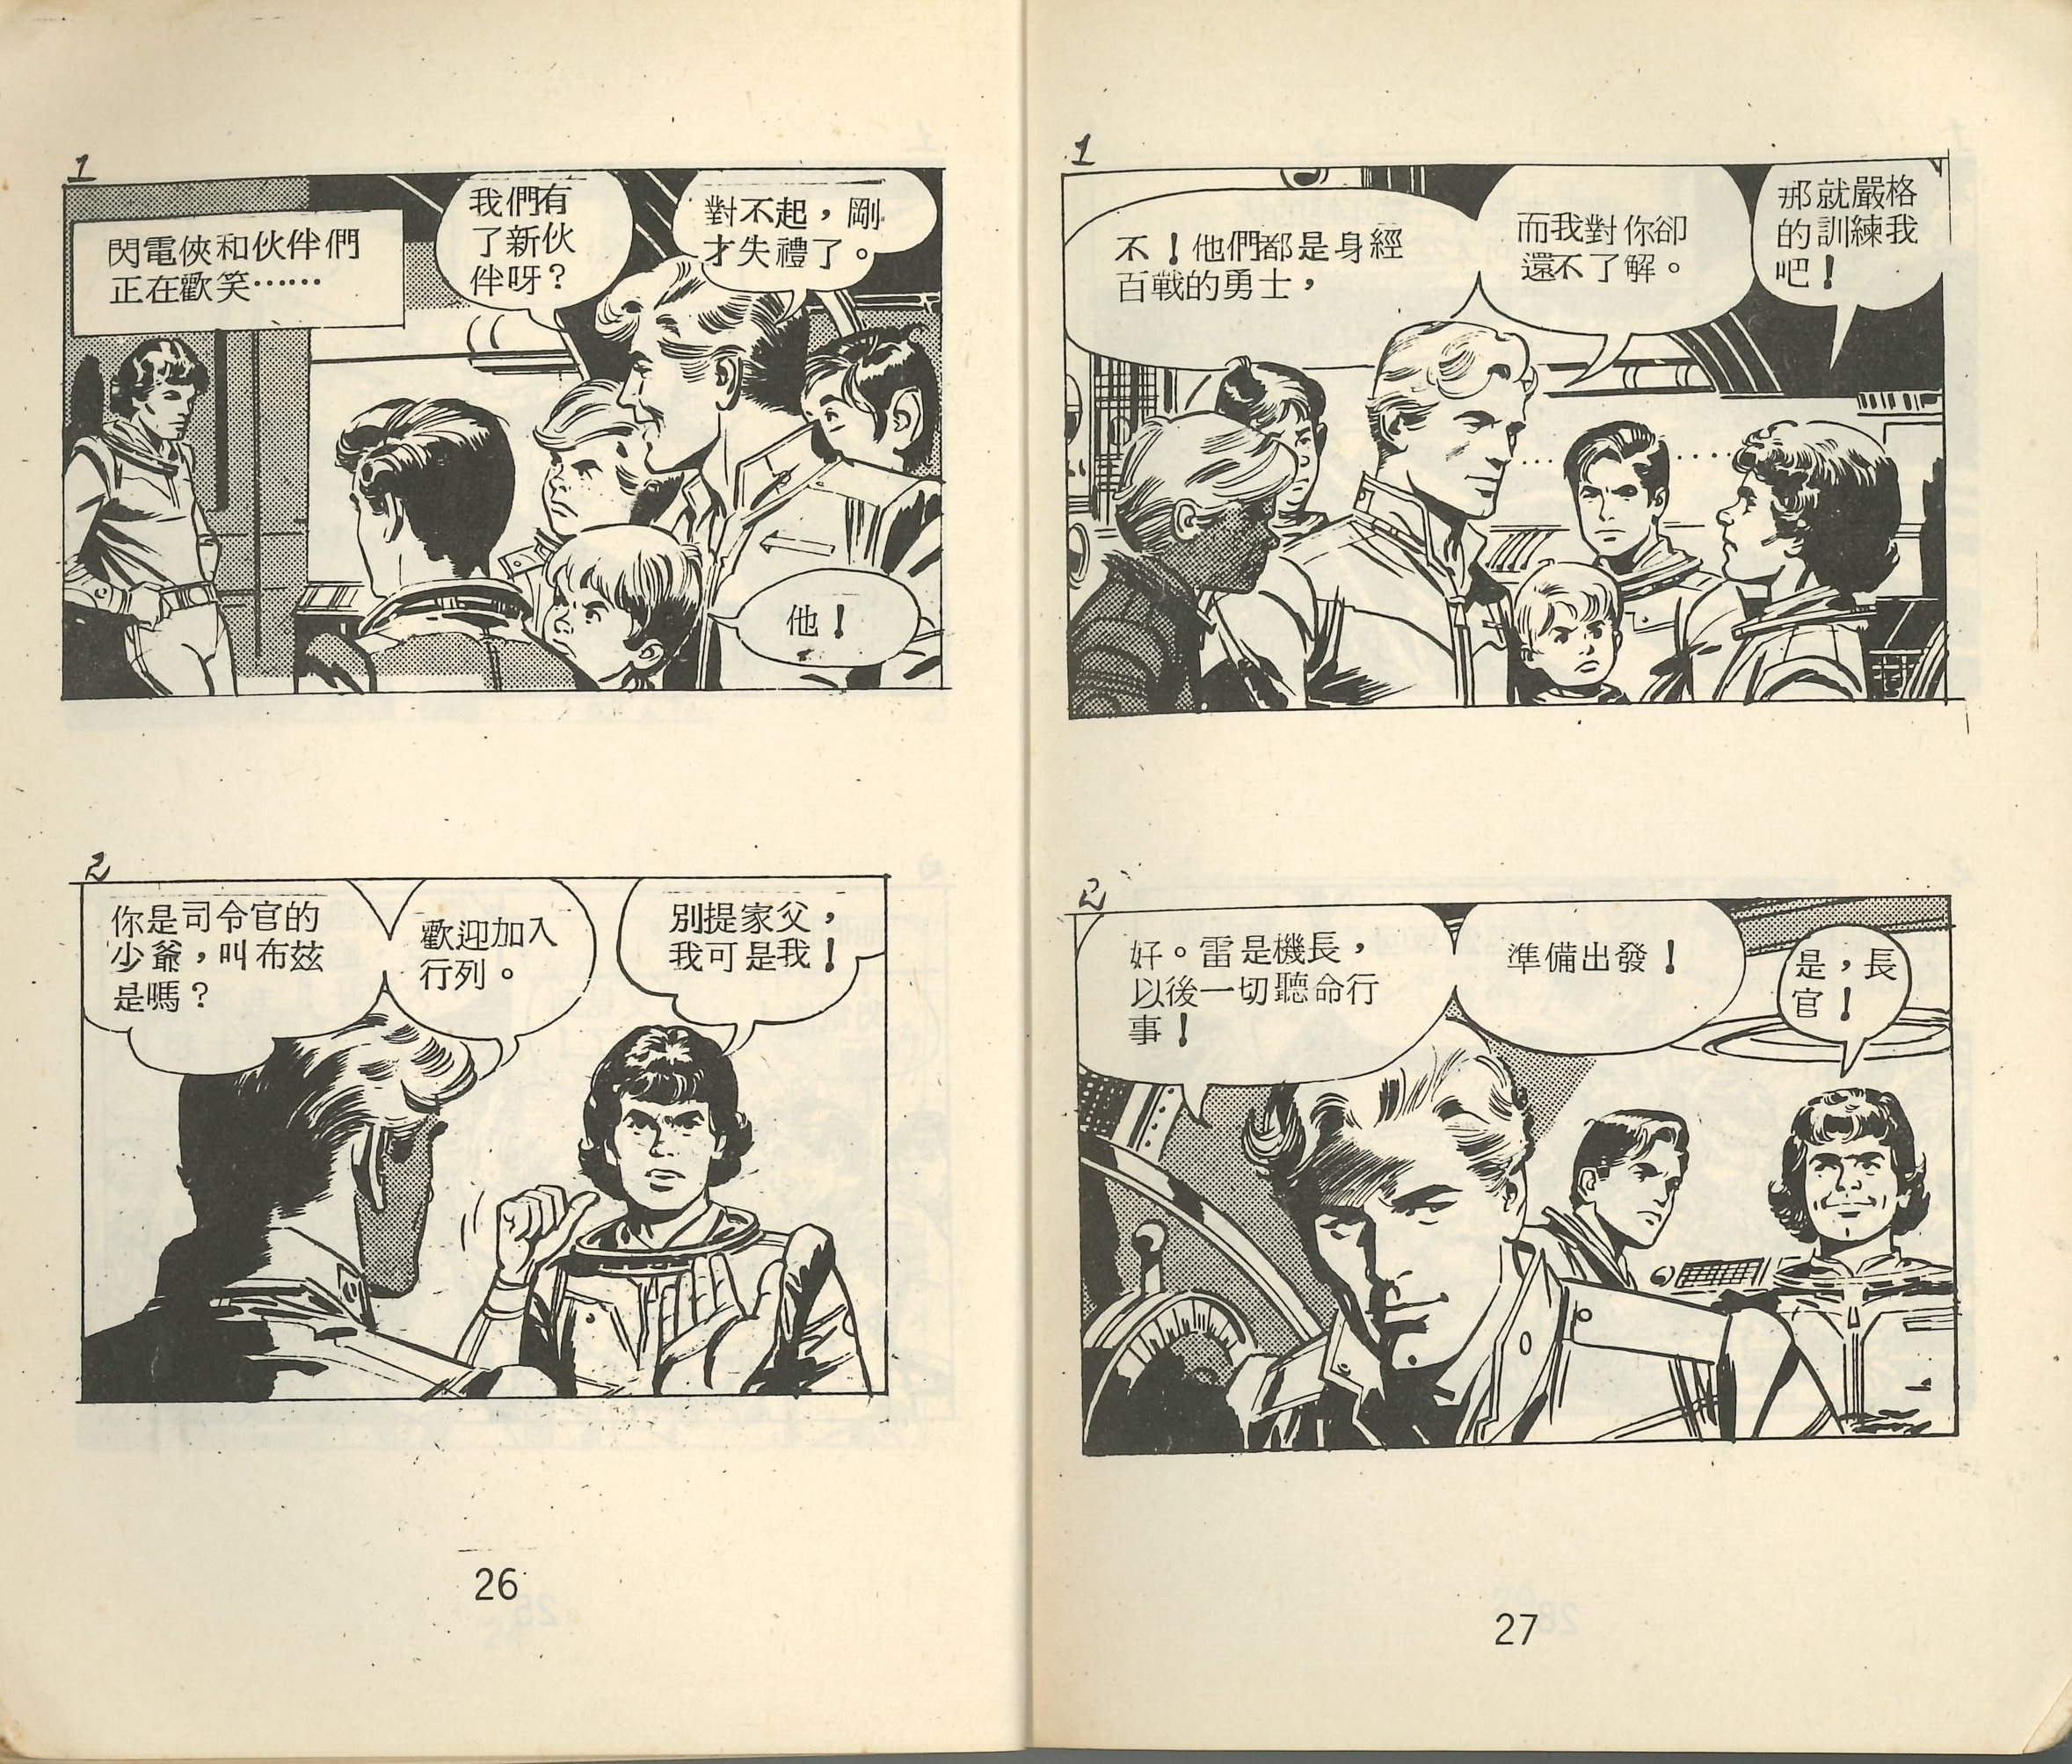 1
閃電俠和伙伴們
正在歡笑……
我們有
了新伙
伴呀?
對不起,剛
才失禮了。
他!
2
你是司令官的
少爺,叫布茲
是嗎?
歡迎加入
行列。
別提家父,
我可是我!
26
1
不!他們都是身經
百戰的勇士,
而我對你卻
還不了解。
那就嚴格
的訓練我
吧!
2
好。雷是機長,
以後一切聽命行
事!
準備出發!
是,長
官!
27